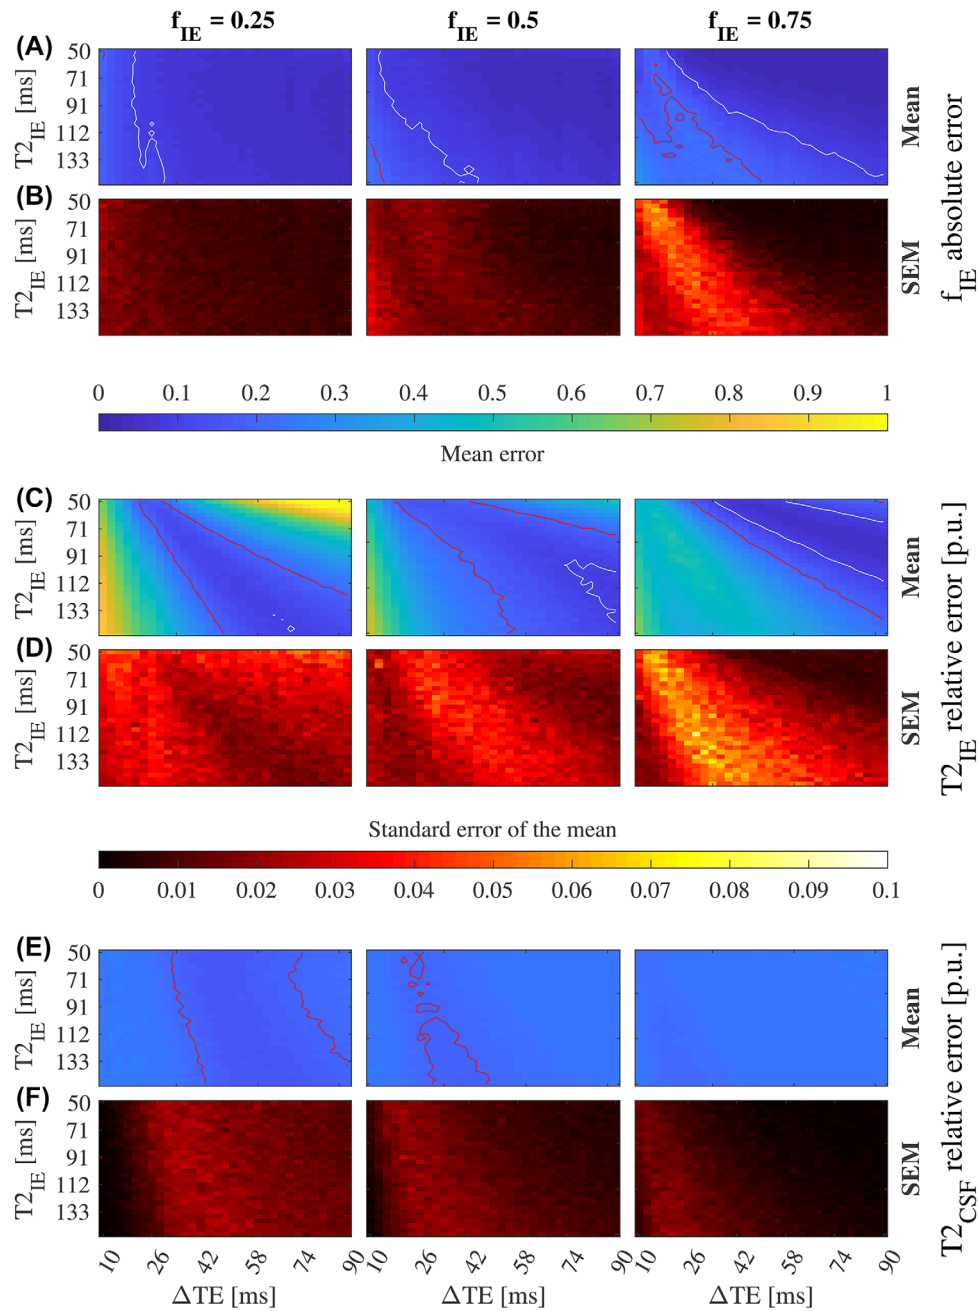 f_IE = 0.25 f_IE = 0.5 f_IE = 0.75
(A)
T2_IE [ms]
50
71
91
112
133
Mean
(B)
T2_IE [ms]
50
71
91
112
133
SEM
f_IE absolute error
0 0.1 0.2 0.3 0.4 0.5 0.6 0.7 0.8 0.9 1
Mean error
(C)
T2_IE [ms]
50
71
91
112
133
Mean
(D)
T2_IE [ms]
50
71
91
112
133
SEM
T2_IE relative error [p.u.]
Standard error of the mean
0 0.01 0.02 0.03 0.04 0.05 0.06 0.07 0.08 0.09 0.1
(E)
T2_IE [ms]
50
71
91
112
133
Mean
(F)
T2_IE [ms]
50
71
91
112
133
SEM
T2_CSF relative error [p.u.]
10 26 42 58 74 90 10 26 42 58 74 90 10 26 42 58 74 90
ΔTE [ms] ΔTE [ms] ΔTE [ms]